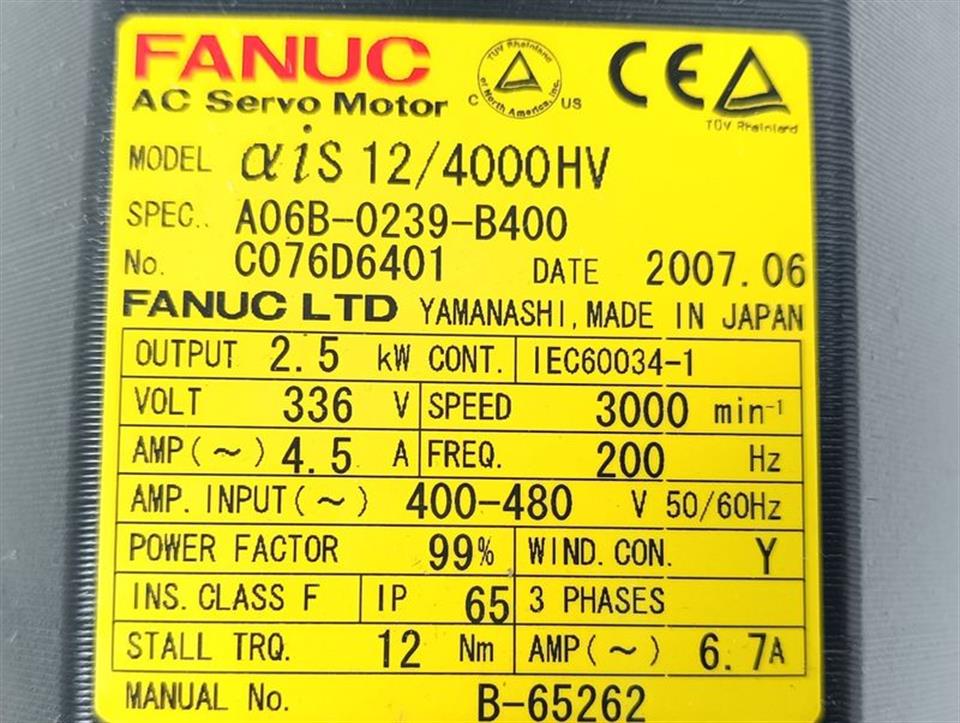 FANUC
AC Servo Motor
TÜV Rheinland
of North America, Inc.
C US
CE
TÜV Rheinland
MODEL αiS 12/4000HV
SPEC. A06B-0239-B400
No. C076D6401 DATE 2007.06
FANUC LTD YAMANASHI, MADE IN JAPAN
OUTPUT 2.5 kW CONT. IEC60034-1
VOLT 336 V SPEED 3000 min-1
AMP(~) 4.5 A FREQ. 200 Hz
AMP. INPUT(~) 400-480 V 50/60Hz
POWER FACTOR 99% WIND. CON. Y
INS. CLASS F IP 65 3 PHASES
STALL TRQ. 12 Nm AMP(~) 6.7A
MANUAL No. B-65262